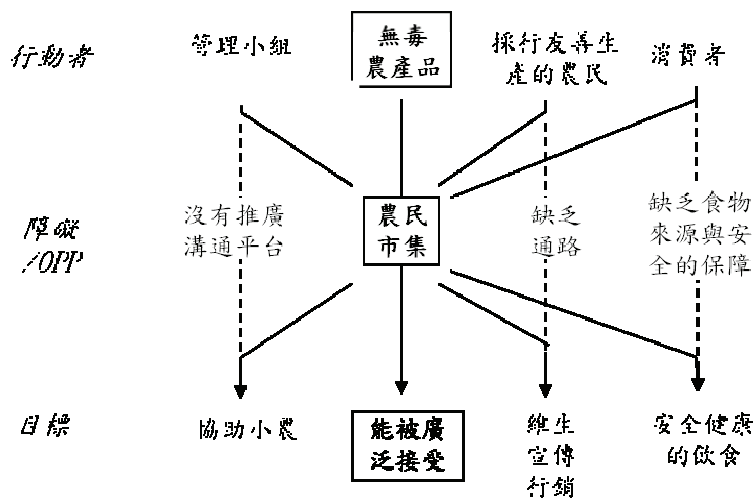 行動者
管理小組
無毒
農產品
採行友善生
產的農民
消費者
障礙
/OPP
沒有推廣
溝通平台
農民
市集
缺乏
通路
缺乏食物
來源與安
全的保障
目標
協助小農
能被廣
泛接受
維生
宣傳
行銷
安全健康
的飲食